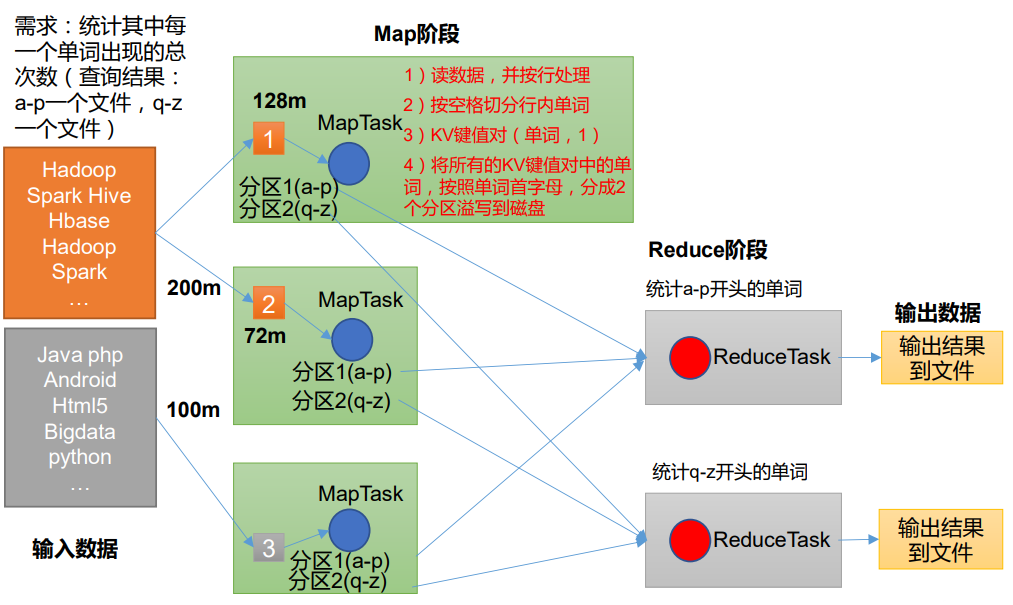 需求：统计其中每
一个单词出现的总
次数（查询结果：
a-p一个文件，q-z
一个文件）
Hadoop
Spark Hive
Hbase
Hadoop
Spark
…
200m
Java php
Android
Html5
Bigdata
python
…
100m
输入数据
Map阶段
128m
1
MapTask
分区1(a-p)
分区2(q-z)
1）读数据，并按行处理
2）按空格切分行内单词
3）KV键值对（单词，1）
4）将所有的KV键值对中的单
词，按照单词首字母，分成2
个分区溢写到磁盘
2
72m
MapTask
分区1(a-p)
分区2(q-z)
MapTask
3
分区1(a-p)
分区2(q-z)
Reduce阶段
统计a-p开头的单词
ReduceTask
统计q-z开头的单词
ReduceTask
输出数据
输出结果
到文件
输出结果
到文件